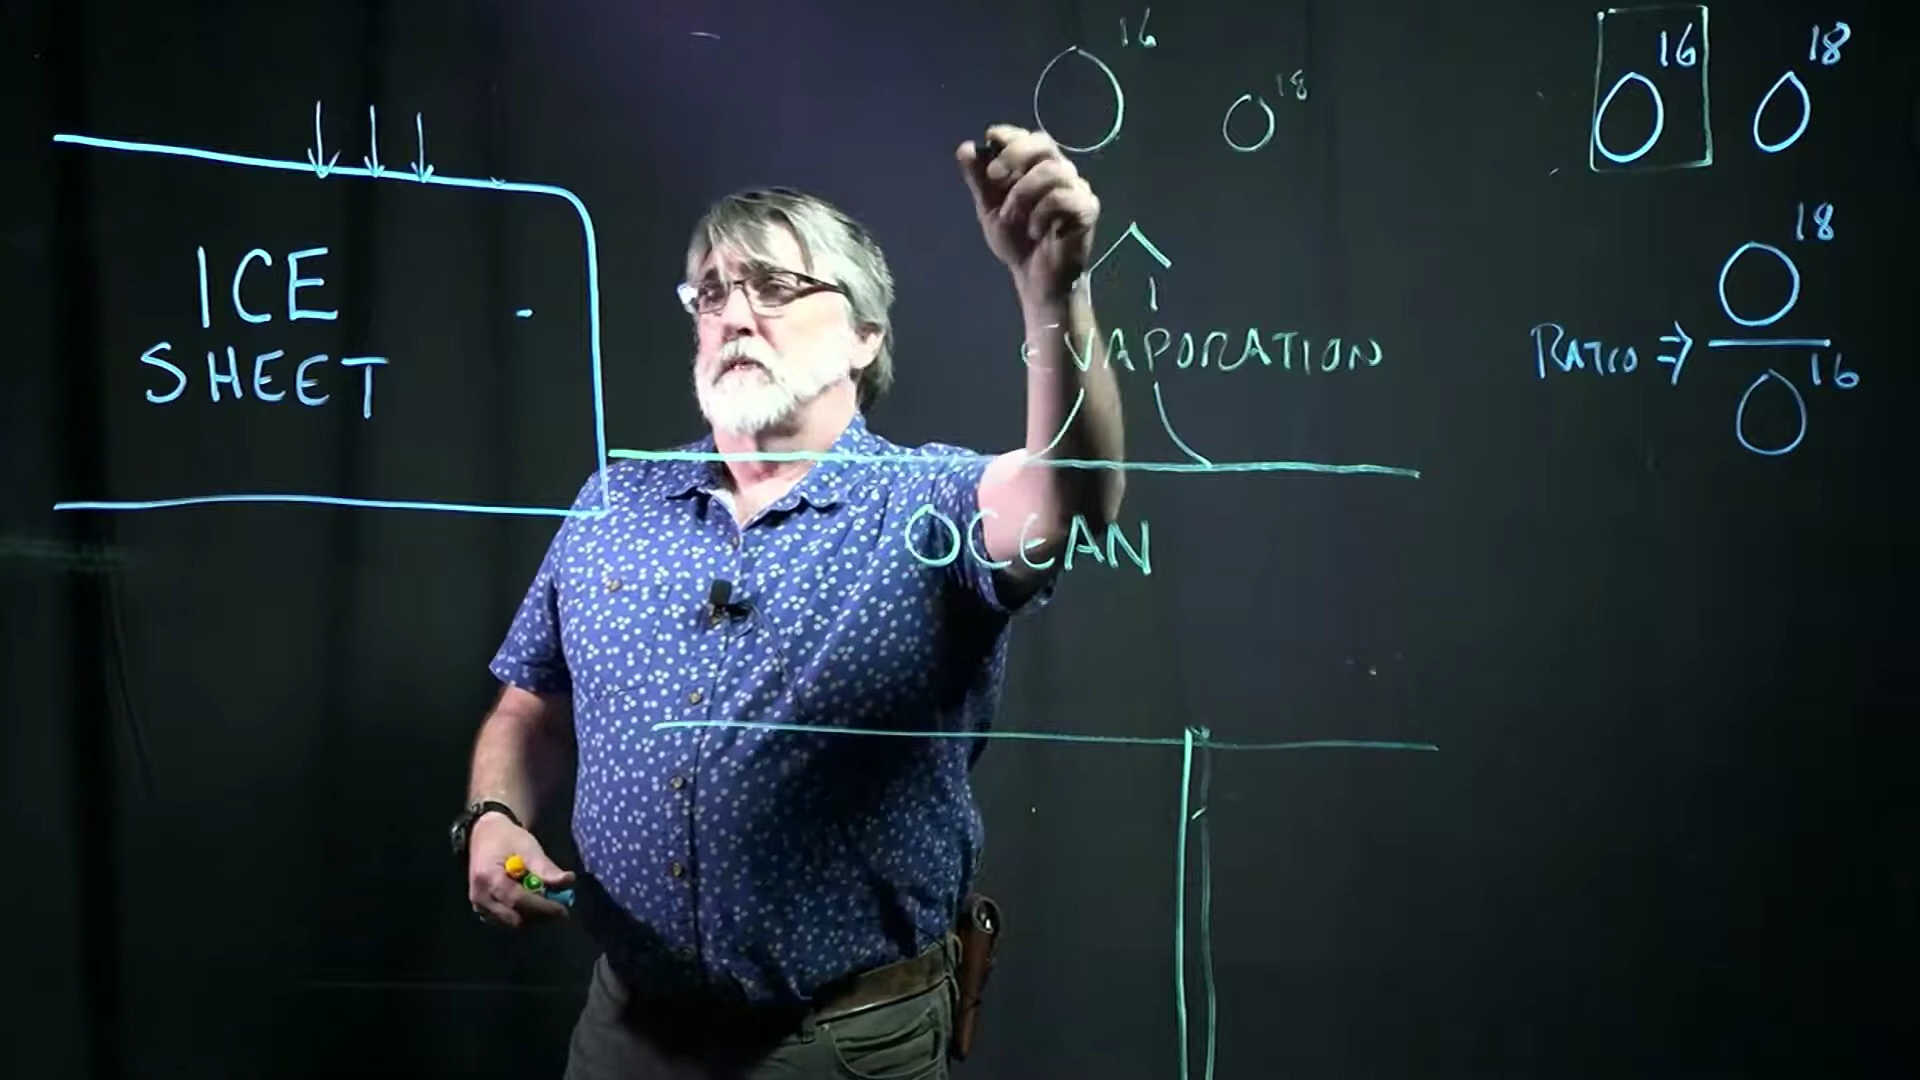 O16 O18
O16 O18
ICE
SHEET
EVAPORATION
RATIO ⇒ O18
O16
OCEAN